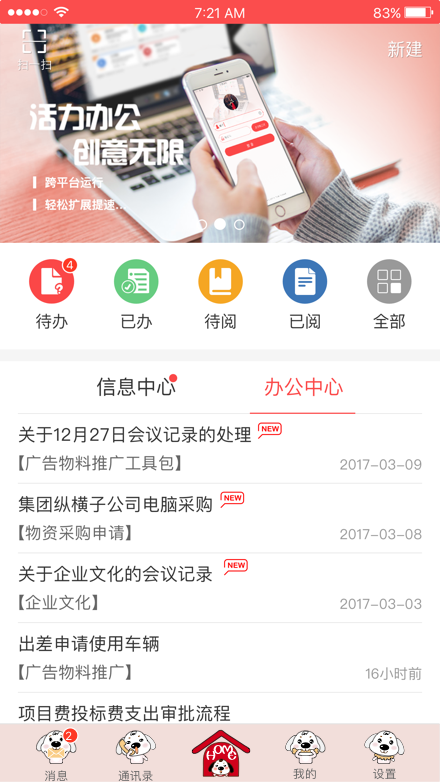 7:21 AM
83%
扫一扫
新建
活力办公
创意无限
跨平台运行
轻松扩展提速...
4
待办
已办
待阅
已阅
全部
信息中心
办公中心
关于12月27日会议记录的处理
NEW
【广告物料推广工具包】
2017-03-09
集团纵横子公司电脑采购
NEW
【物资采购申请】
2017-03-08
关于企业文化的会议记录
NEW
【企业文化】
2017-03-03
出差申请使用车辆
【广告物料推广】
16小时前
项目费投标费支出审批流程
2
HOME
消息
通讯录
我的
设置